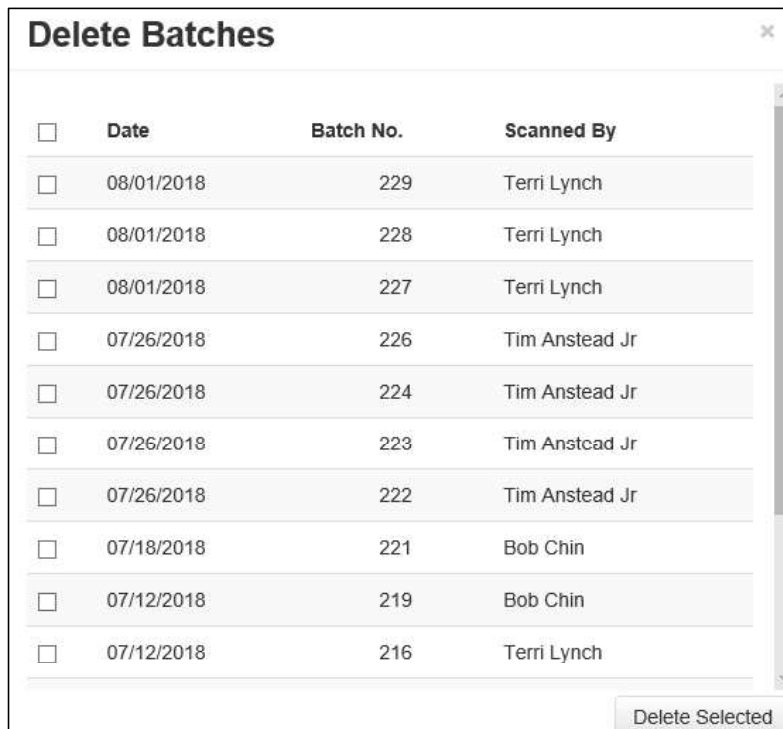 Delete Batches ×
Date Batch No. Scanned By
08/01/2018 229 Terri Lynch
08/01/2018 228 Terri Lynch
08/01/2018 227 Terri Lynch
07/26/2018 226 Tim Anstead Jr
07/26/2018 224 Tim Anstead Jr
07/26/2018 223 Tim Anstead Jr
07/26/2018 222 Tim Anstead Jr
07/18/2018 221 Bob Chin
07/12/2018 219 Bob Chin
07/12/2018 216 Terri Lynch
Delete Selected